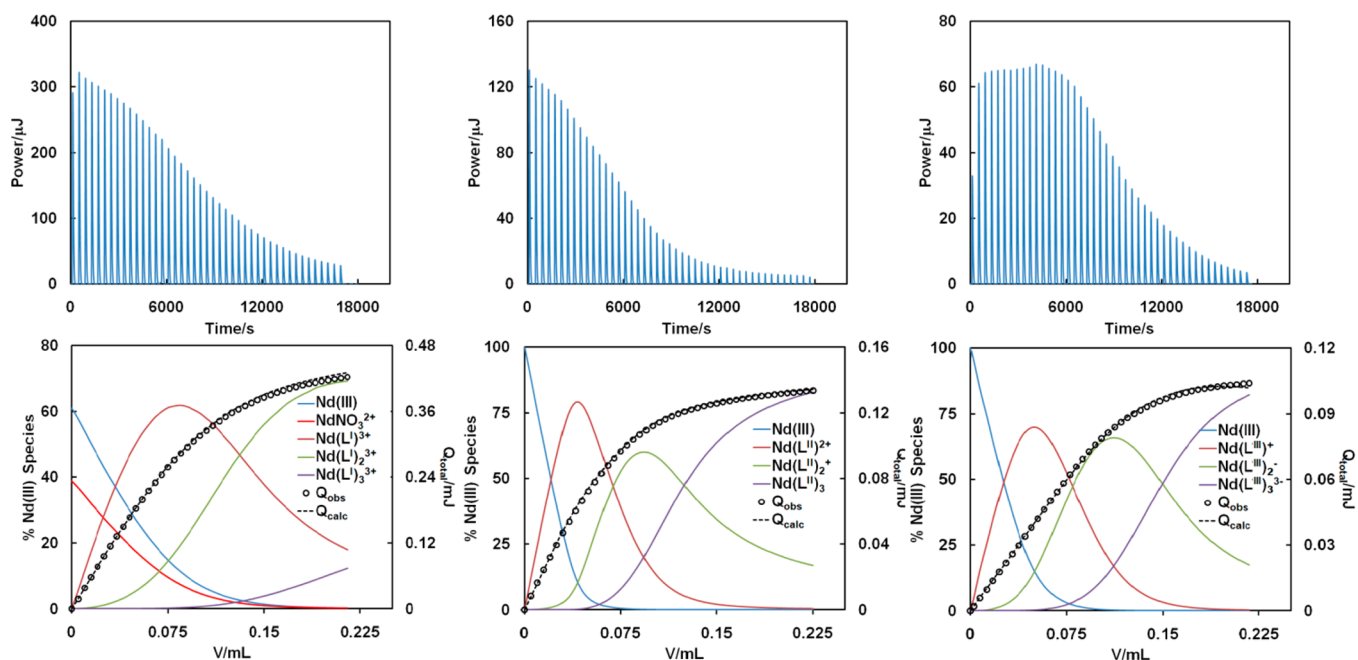 400
300
200
100
0
Power/µJ
0 6000 12000 18000
Time/s
160
120
80
40
0
Power/µJ
0 6000 12000 18000
Time/s
80
60
40
20
0
Power/µJ
0 6000 12000 18000
Time/s
80
60
40
20
0
% Nd(III) Species
0.48
0.36
0.24
0.12
0
Qₜₒₜₐₗ/mJ
Nd(III)
NdNO₃²⁺
Nd(Lᴵ)³⁺
Nd(Lᴵ)₂³⁺
Nd(Lᴵ)₃³⁺
Qobs
Qcalc
0 0.075 0.15 0.225
V/mL
100
75
50
25
0
% Nd(III) Species
0.16
0.12
0.08
0.04
0
Qₜₒₜₐₗ/mJ
Nd(III)
Nd(Lᴵᴵ)²⁺
Nd(Lᴵᴵ)₂⁺
Nd(Lᴵᴵ)₃
Qobs
Qcalc
0 0.075 0.15 0.225
V/mL
100
75
50
25
0
% Nd(III) Species
0.12
0.09
0.06
0.03
0
Qₜₒₜₐₗ/mJ
Nd(III)
Nd(Lᴵᴵᴵ)⁺
Nd(Lᴵᴵᴵ)₂⁻
Nd(Lᴵᴵᴵ)₃³⁻
Qobs
Qcalc
0 0.075 0.15 0.225
V/mL